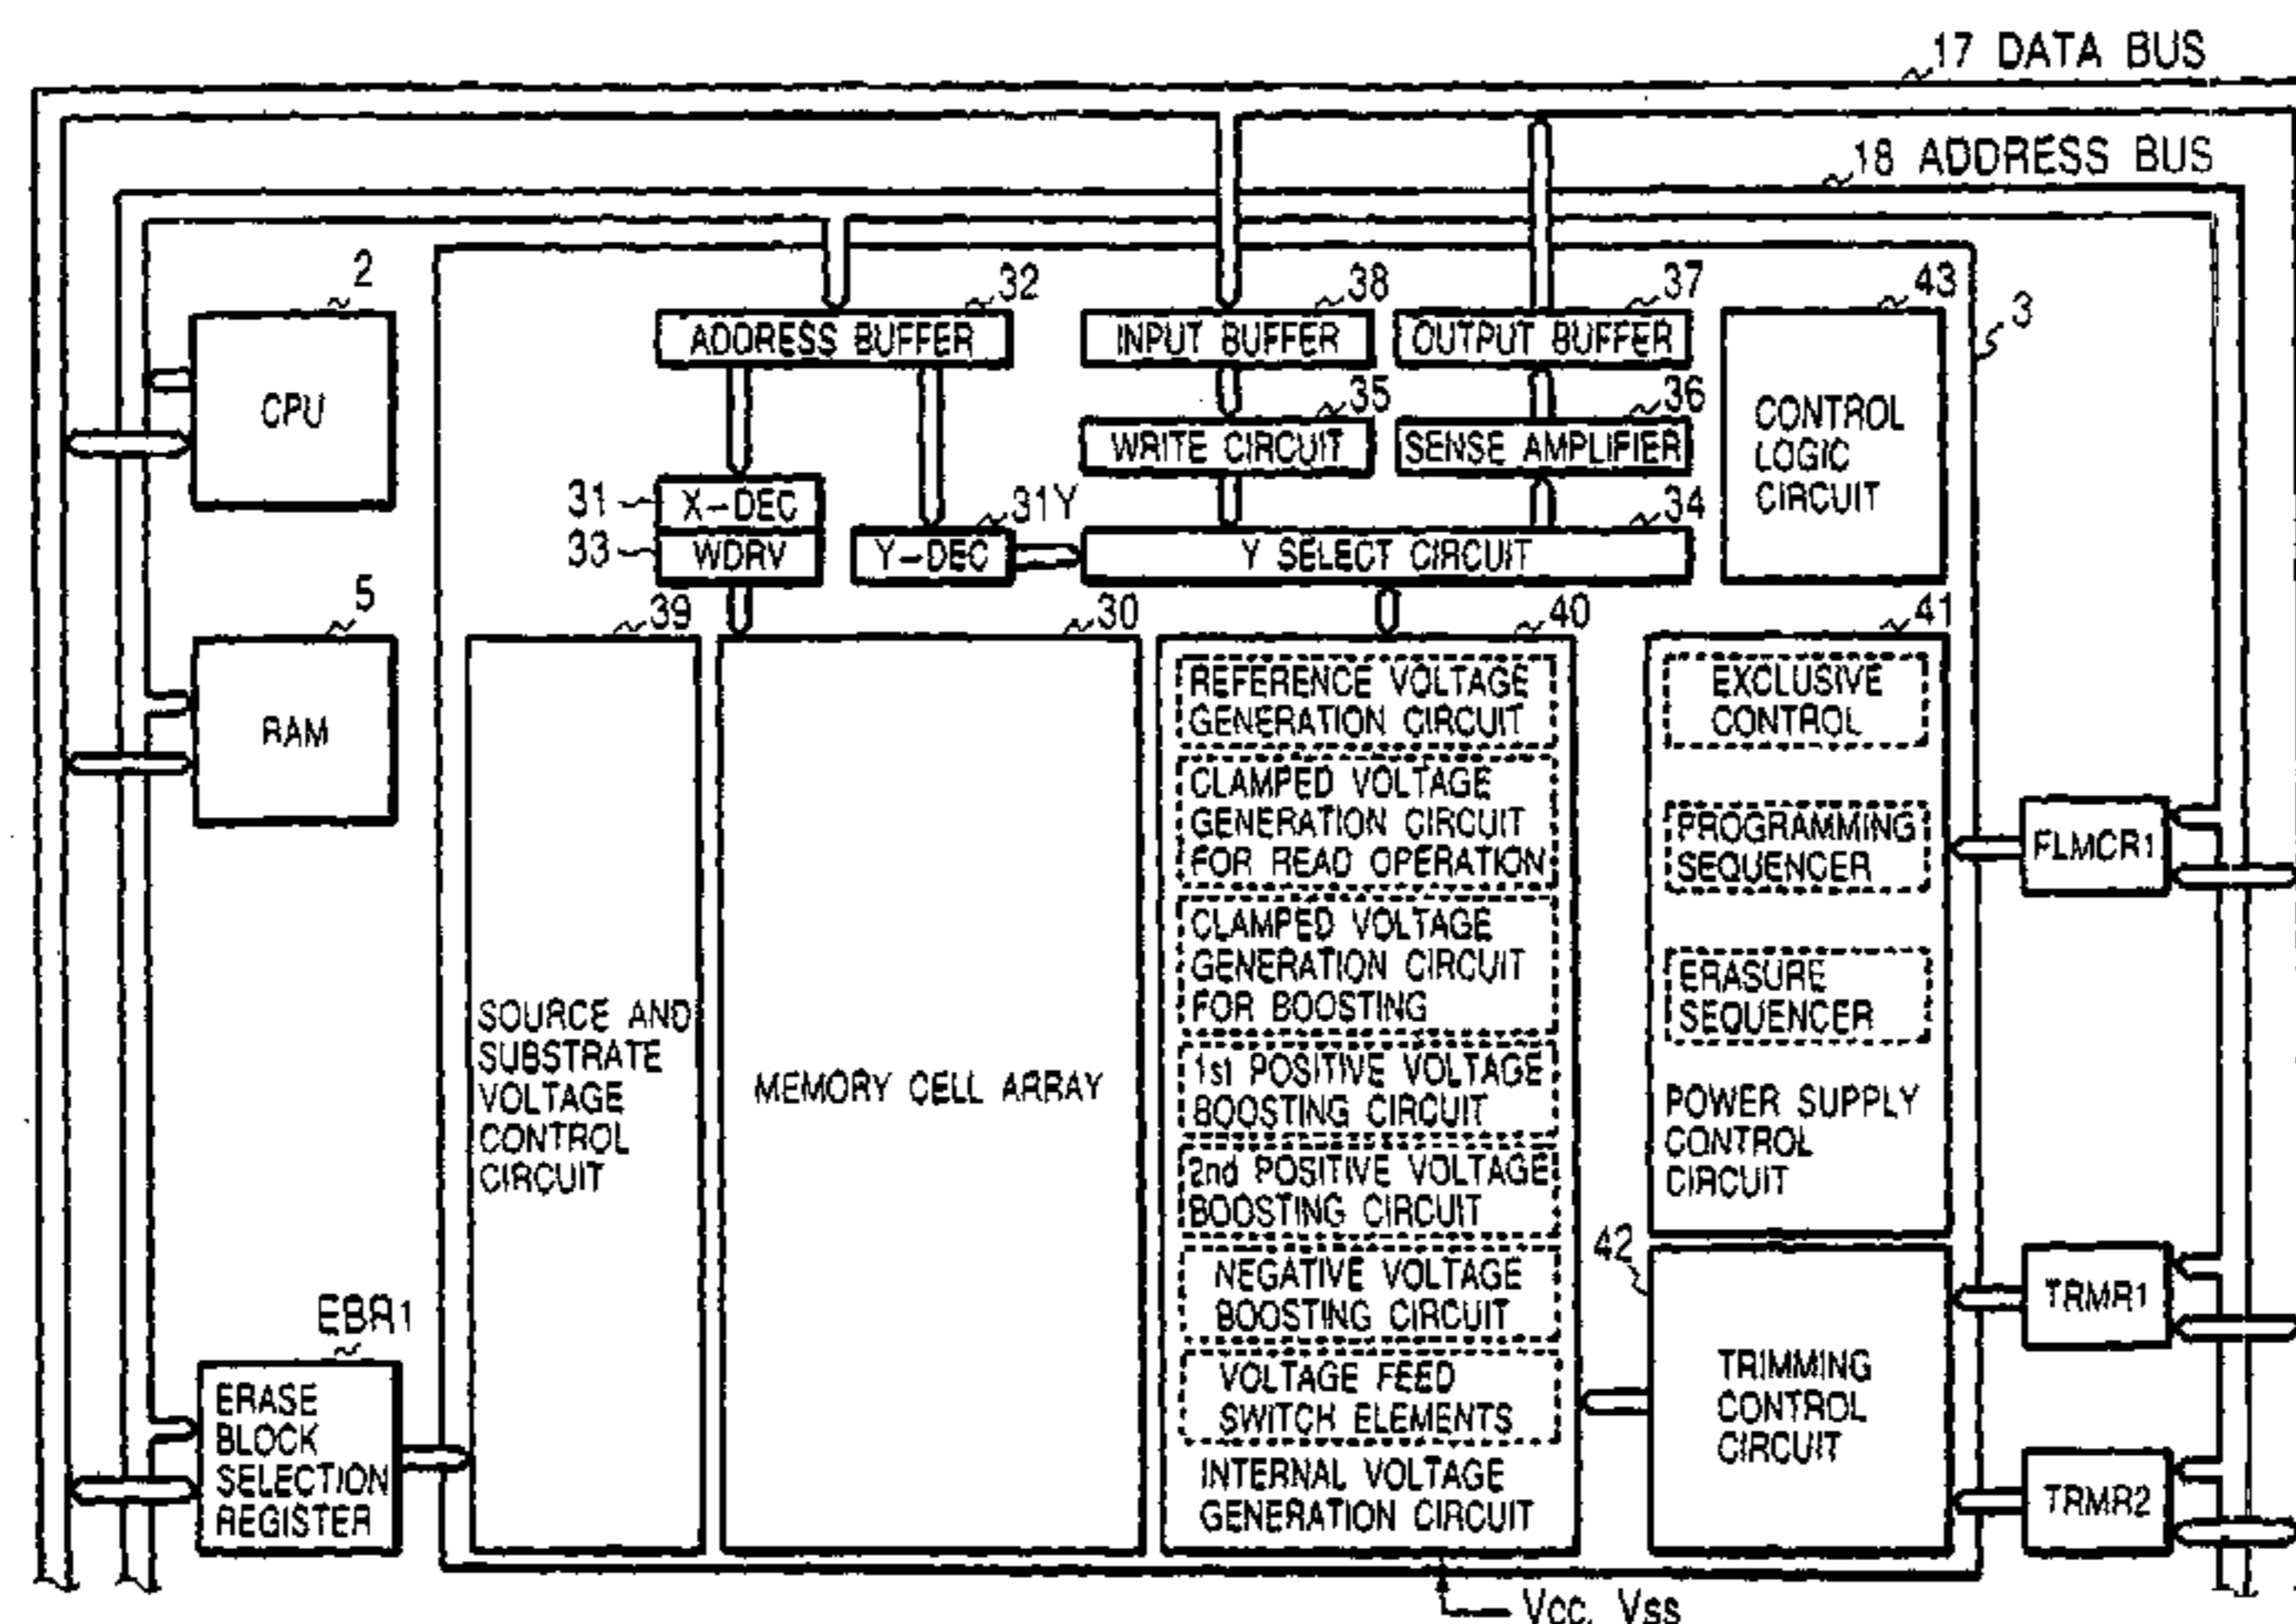 17 DATA BUS
18 ADDRESS BUS
2
CPU
32
ADDRESS BUFFER
38
INPUT BUFFER
37
OUTPUT BUFFER
43
CONTROL
LOGIC
CIRCUIT
3
35
WRITE CIRCUIT
36
SENSE AMPLIFIER
31
X-DEC
33
WDRV
31Y
Y-DEC
34
Y SELECT CIRCUIT
5
RAM
39
SOURCE AND
SUBSTRATE
VOLTAGE
CONTROL
CIRCUIT
30
MEMORY CELL ARRAY
40
REFERENCE VOLTAGE
GENERATION CIRCUIT
CLAMPED VOLTAGE
GENERATION CIRCUIT
FOR READ OPERATION
CLAMPED VOLTAGE
GENERATION CIRCUIT
FOR BOOSTING
1st POSITIVE VOLTAGE
BOOSTING CIRCUIT
2nd POSITIVE VOLTAGE
BOOSTING CIRCUIT
NEGATIVE VOLTAGE
BOOSTING CIRCUIT
VOLTAGE FEED
SWITCH ELEMENTS
INTERNAL VOLTAGE
GENERATION CIRCUIT
41
EXCLUSIVE
CONTROL
PROGRAMMING
SEQUENCER
ERASURE
SEQUENCER
POWER SUPPLY
CONTROL
CIRCUIT
FLMCR1
42
TRIMMING
CONTROL
CIRCUIT
TRMR1
TRMR2
EBR1
ERASE
BLOCK
SELECTION
REGISTER
Vcc, Vss